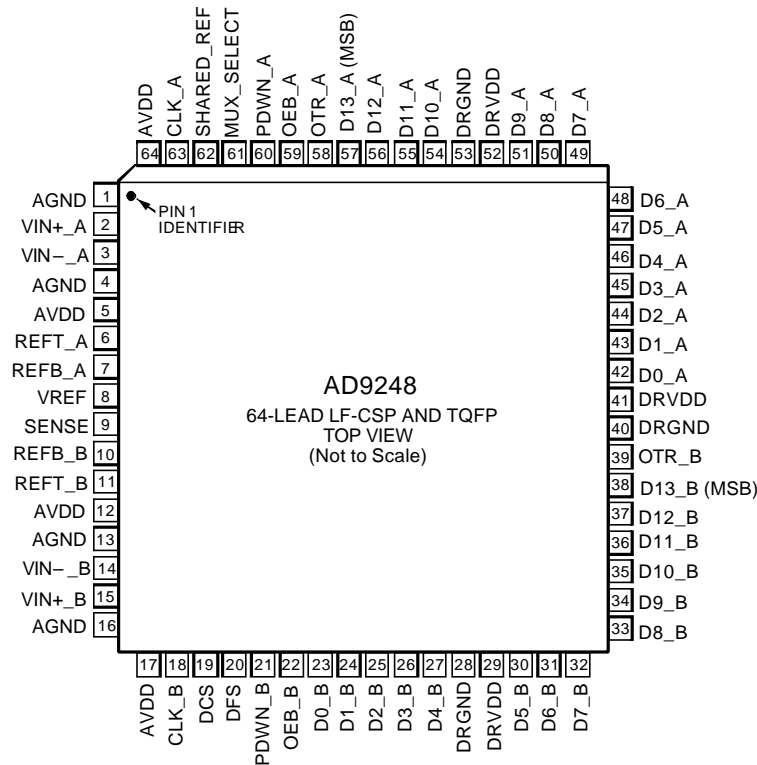 AVDD
CLK_A
SHARED_REF
MUX_SELECT
PDWN_A
OEB_A
OTR_A
D13_A (MSB)
D12_A
D11_A
D10_A
DRGND
DRVDD
D9_A
D8_A
D7_A
64 63 62 61 60 59 58 57 56 55 54 53 52 51 50 49
AGND 1
VIN+_A 2
VIN–_A 3
AGND 4
AVDD 5
REFT_A 6
REFB_A 7
VREF 8
SENSE 9
REFB_B 10
REFT_B 11
AVDD 12
AGND 13
VIN–_B 14
VIN+_B 15
AGND 16
PIN 1
IDENTIFIER
AD9248
64-LEAD LF-CSP AND TQFP
TOP VIEW
(Not to Scale)
48 D6_A
47 D5_A
46 D4_A
45 D3_A
44 D2_A
43 D1_A
42 D0_A
41 DRVDD
40 DRGND
39 OTR_B
38 D13_B (MSB)
37 D12_B
36 D11_B
35 D10_B
34 D9_B
33 D8_B
17 18 19 20 21 22 23 24 25 26 27 28 29 30 31 32
AVDD
CLK_B
DCS
DFS
PDWN_B
OEB_B
D0_B
D1_B
D2_B
D3_B
D4_B
DRGND
DRVDD
D5_B
D6_B
D7_B